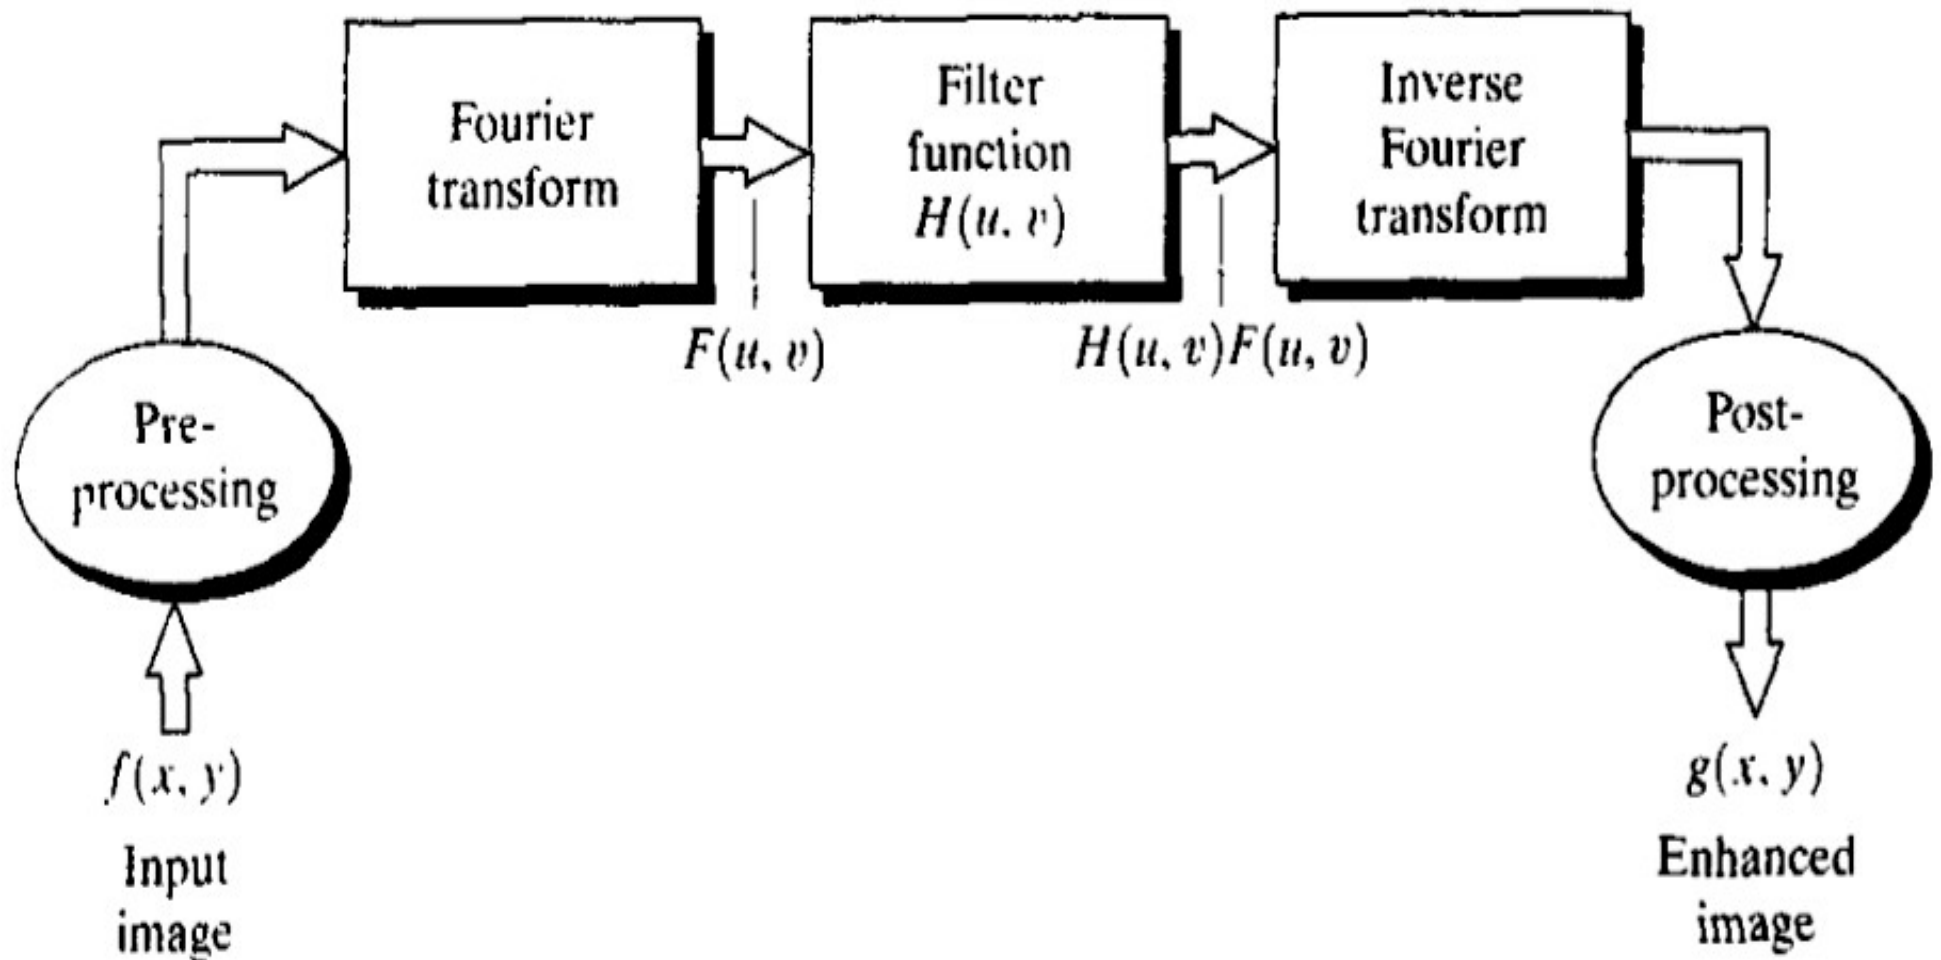 Fourier
transform
Filter
function
H(u, v)
Inverse
Fourier
transform
F(u, v)
H(u, v)F(u, v)
Pre-
processing
Post-
processing
f(x, y)
Input
image
g(x, y)
Enhanced
image